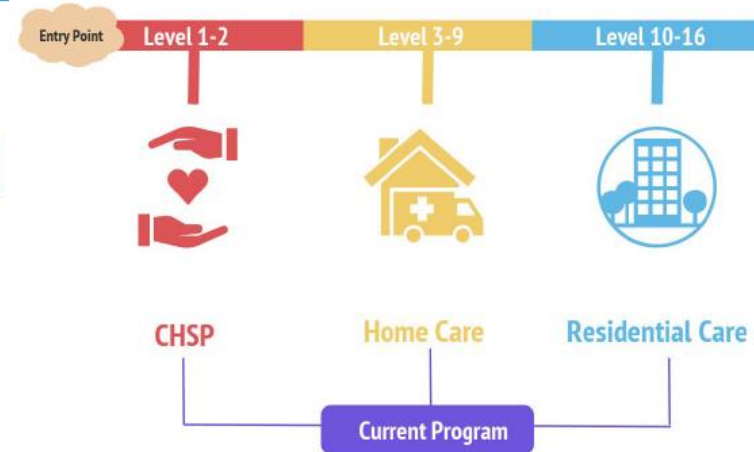 Entry Point
Level 1-2
Level 3-9
Level 10-16
CHSP
Home Care
Residential Care
Current Program